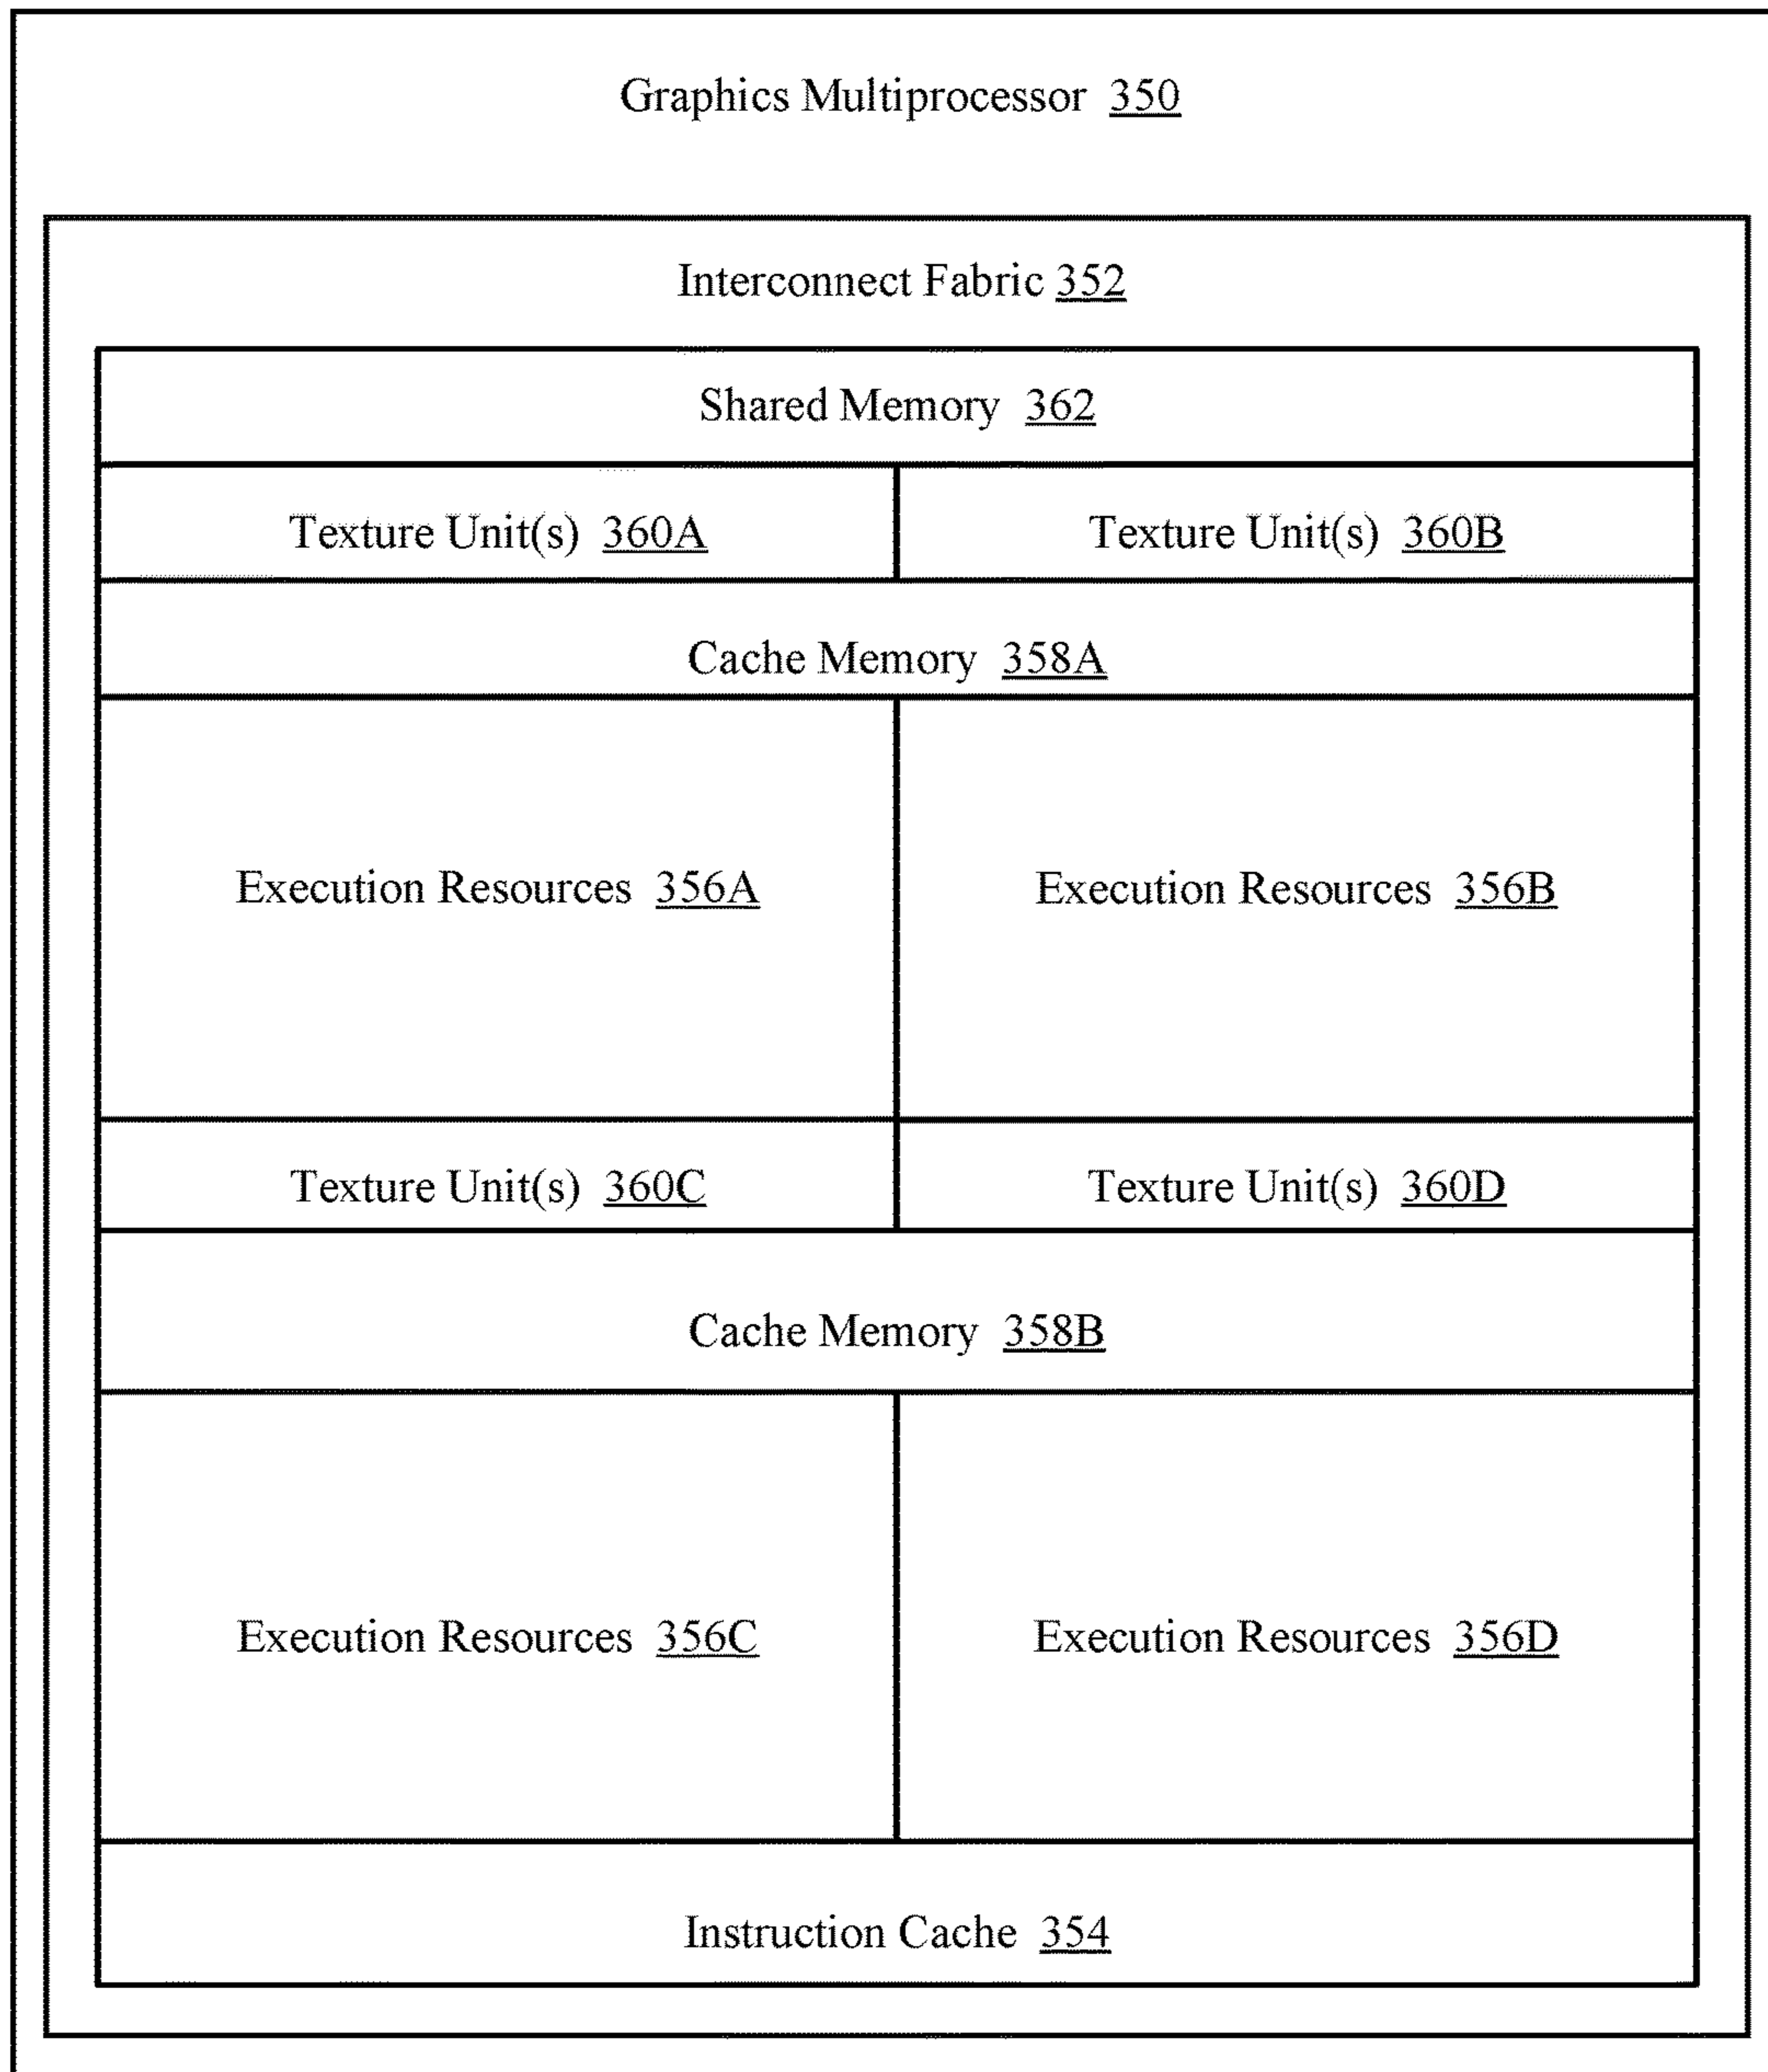 Graphics Multiprocessor 350
Interconnect Fabric 352
Shared Memory 362
Texture Unit(s) 360A
Texture Unit(s) 360B
Cache Memory 358A
Execution Resources 356A
Execution Resources 356B
Texture Unit(s) 360C
Texture Unit(s) 360D
Cache Memory 358B
Execution Resources 356C
Execution Resources 356D
Instruction Cache 354